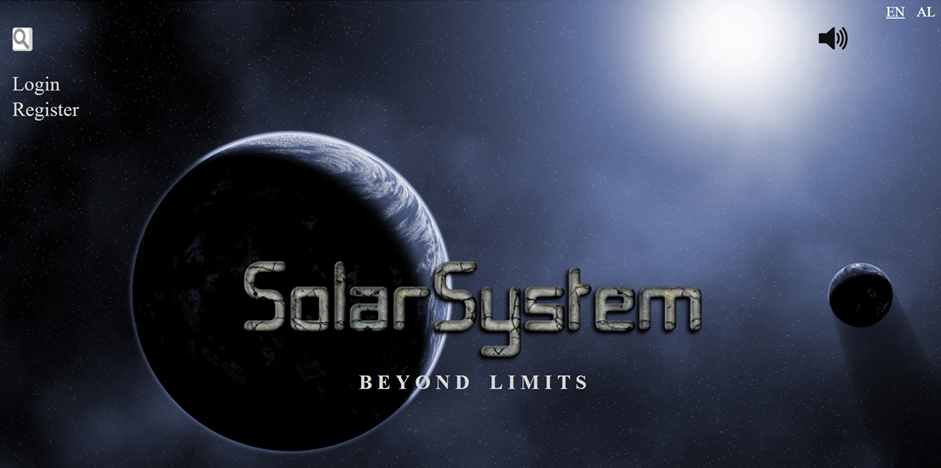 EN AL
Login
Register
SolarSystem
BEYOND LIMITS